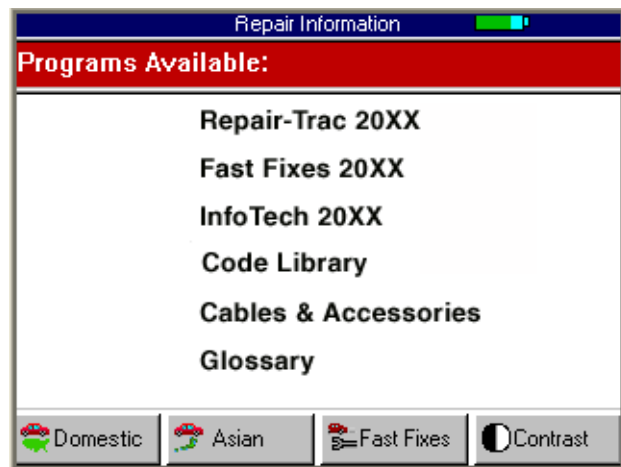 Repair Information
Programs Available:
Repair-Trac 20XX
Fast Fixes 20XX
InfoTech 20XX
Code Library
Cables & Accessories
Glossary
Domestic Asian Fast Fixes Contrast